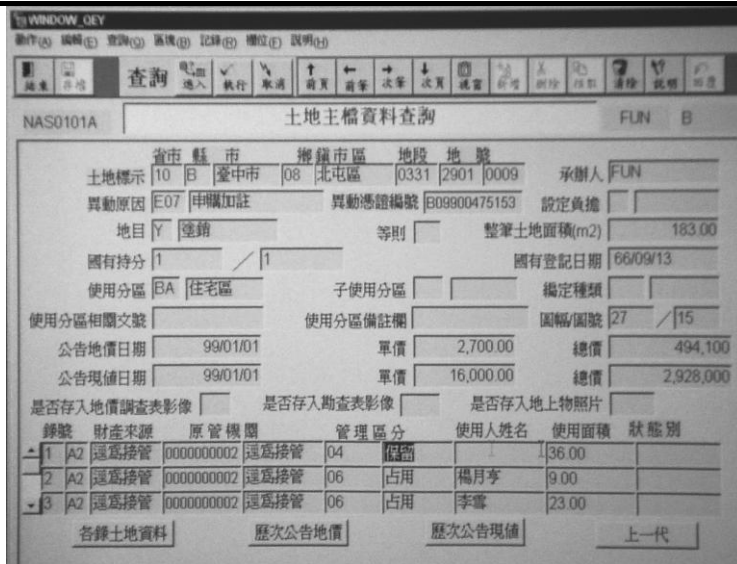 WINDOW_QEY
動作(A) 編輯(E) 查詢(Q) 區塊(B) 記錄(R) 欄位(F) 說明(H)
結束 存檔 查詢 進入 執行 取消 前頁 前筆 次筆 次頁 視窗 新增 刪除 清除 說明
NAS0101A 土地主檔資料查詢 FUN B
省市 縣 市 鄉鎮市區 地段 地 號
土地標示 10 B 臺中市 08 北屯區 0331 2901 0009 承辦人 FUN
異動原因 E07 申購加註 異動憑證編號 B09900475153 設定負擔
地目 Y 塗銷 等則 整筆土地面積(m2) 183.00
國有持分 1 / 1 國有登記日期 66/09/13
使用分區 BA 住宅區 子使用分區 編定種類
使用分區相關文號 使用分區備註欄 圖幅/圖號 27 / 15
公告地價日期 99/01/01 單價 2,700.00 總價 494,100
公告現值日期 99/01/01 單價 16,000.00 總價 2,928,000
是否存入地價調查表影像 是否存入勘查表影像 是否存入地上物照片
錄號 財產來源 原管機關 管理區分 使用人姓名 使用面積 狀態別
1 A2 逕為接管 0000000002 逕為接管 04 保留 36.00
2 A2 逕為接管 0000000002 逕為接管 06 占用 楊月亨 9.00
3 A2 逕為接管 0000000002 逕為接管 06 占用 李雪 23.00
各錄土地資料 歷次公告地價 歷次公告現值 上一代